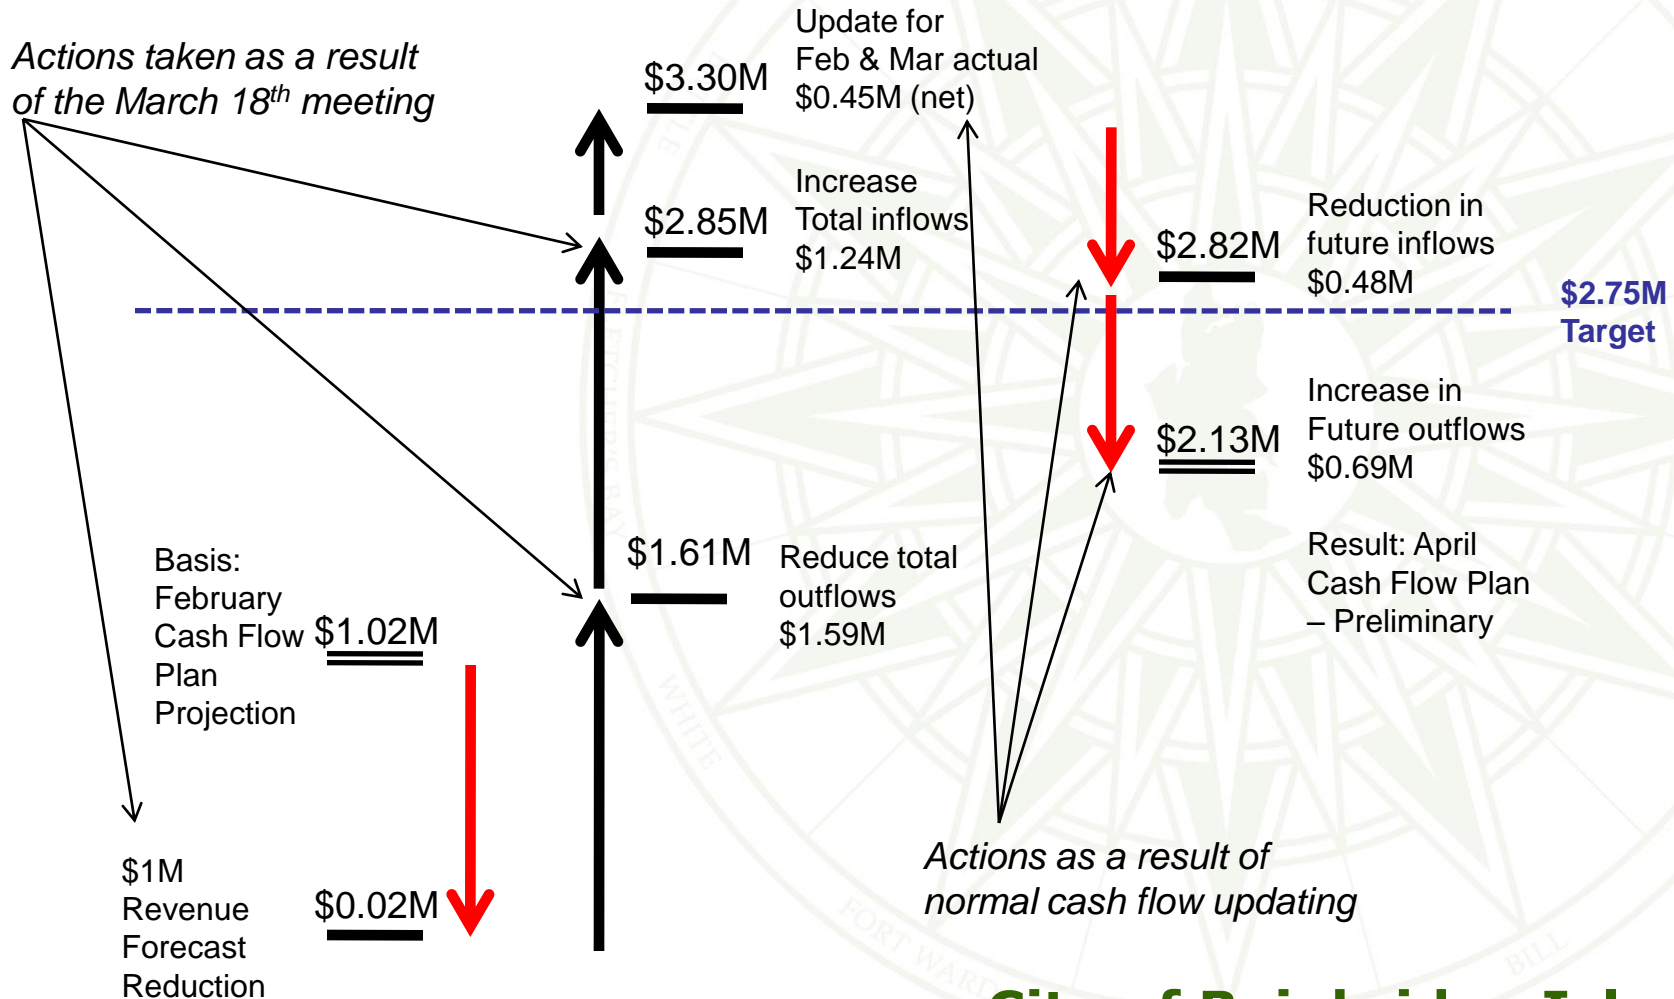 Actions taken as a result
of the March 18th meeting
$3.30M
Update for
Feb & Mar actual
$0.45M (net)
$2.85M
Increase
Total inflows
$1.24M
$2.82M
Reduction in
future inflows
$0.48M
$2.75M
Target
$2.13M
Increase in
Future outflows
$0.69M
$1.61M
Reduce total
outflows
$1.59M
Result: April
Cash Flow Plan
– Preliminary
Basis:
February
Cash Flow
Plan
Projection
$1.02M
$1M
Revenue
Forecast
Reduction
$0.02M
Actions as a result of
normal cash flow updating
WHITE
FORT WARD
BILL